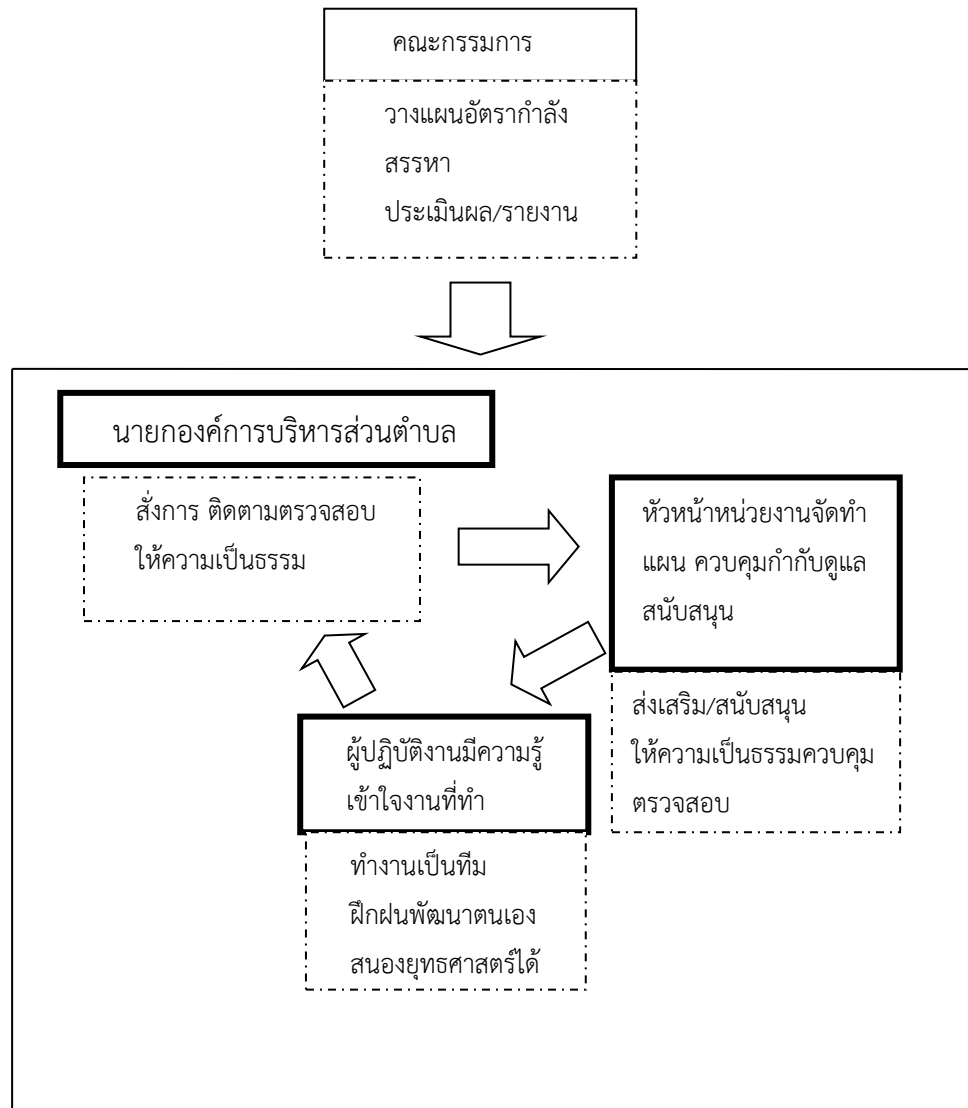 คณะกรรมการ
วางแผนอัตรากำลัง
สรรหา
ประเมินผล/รายงาน
นายกองค์การบริหารส่วนตำบล
สั่งการ ติดตามตรวจสอบ
ให้ความเป็นธรรม
หัวหน้าหน่วยงานจัดทำ
แผน ควบคุมกำกับดูแล
สนับสนุน
ส่งเสริม/สนับสนุน
ให้ความเป็นธรรมควบคุม
ตรวจสอบ
ผู้ปฏิบัติงานมีความรู้
เข้าใจงานที่ทำ
ทำงานเป็นทีม
ฝึกฝนพัฒนาตนเอง
สนองยุทธศาสตร์ได้